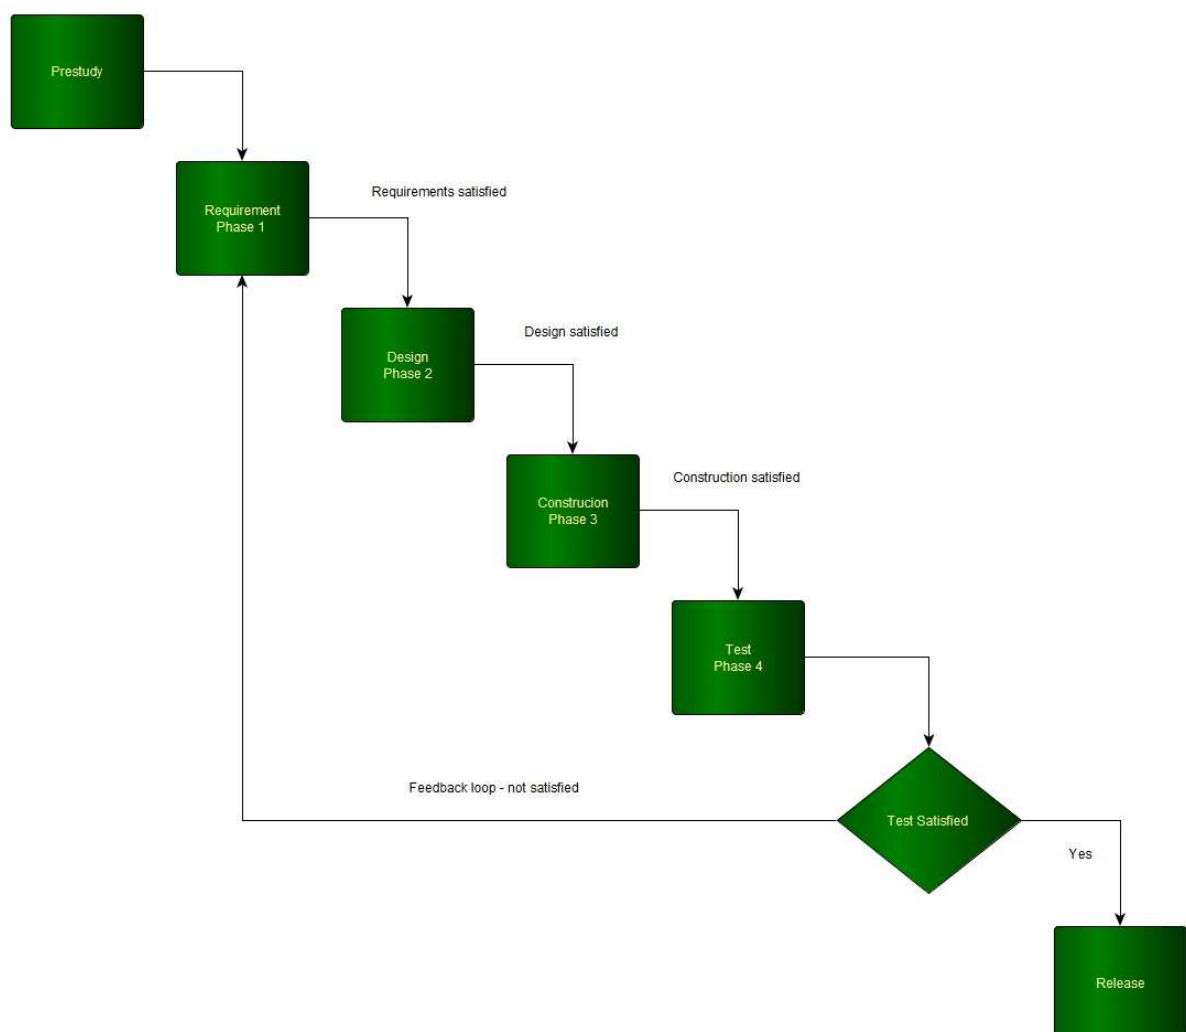 Prestudy
Requirement
Phase 1
Requirements satisfied
Design
Phase 2
Design satisfied
Construcion
Phase 3
Construction satisfied
Test
Phase 4
Feedback loop - not satisfied
Test Satisfied
Yes
Release